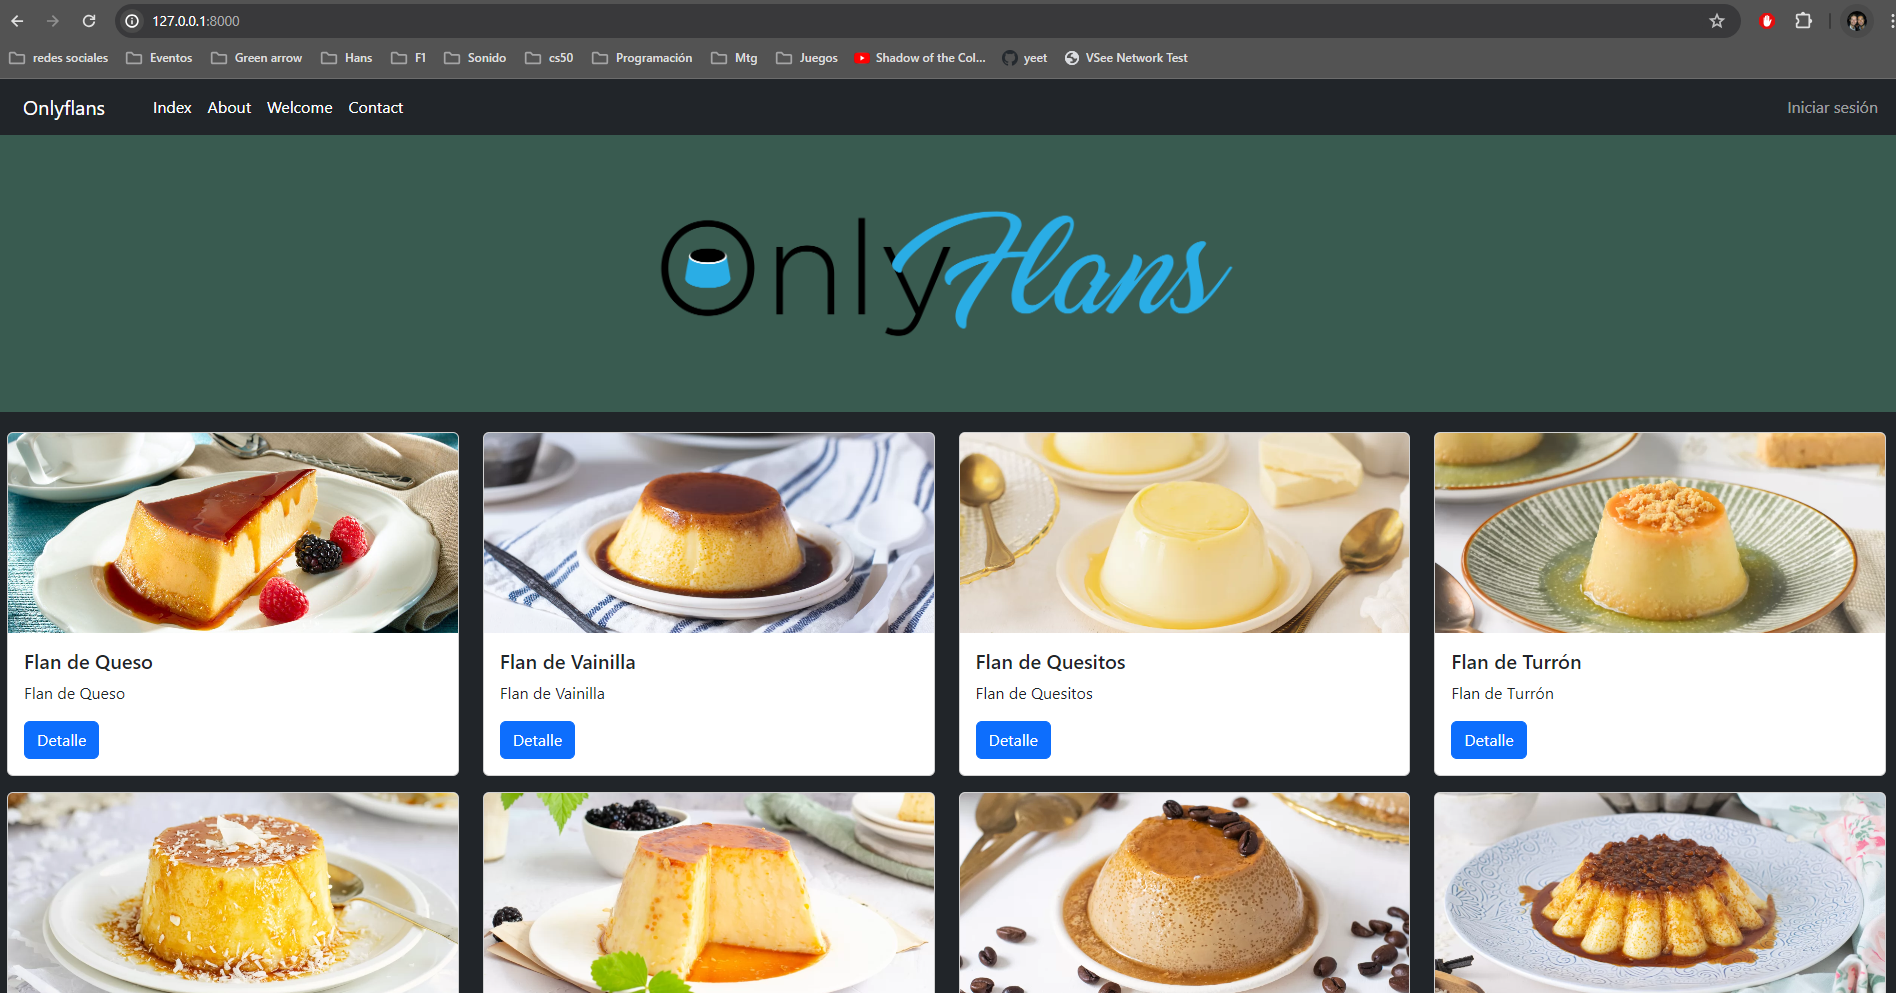 127.0.0.1:8000
redes sociales Eventos Green arrow Hans F1 Sonido cs50 Programación Mtg Juegos Shadow of the Col... yeet VSee Network Test
Onlyflans Index About Welcome Contact Iniciar sesión
OnlyFlans
Flan de Queso Flan de Vainilla Flan de Quesitos Flan de Turrón
Flan de Queso Flan de Vainilla Flan de Quesitos Flan de Turrón
Detalle Detalle Detalle Detalle